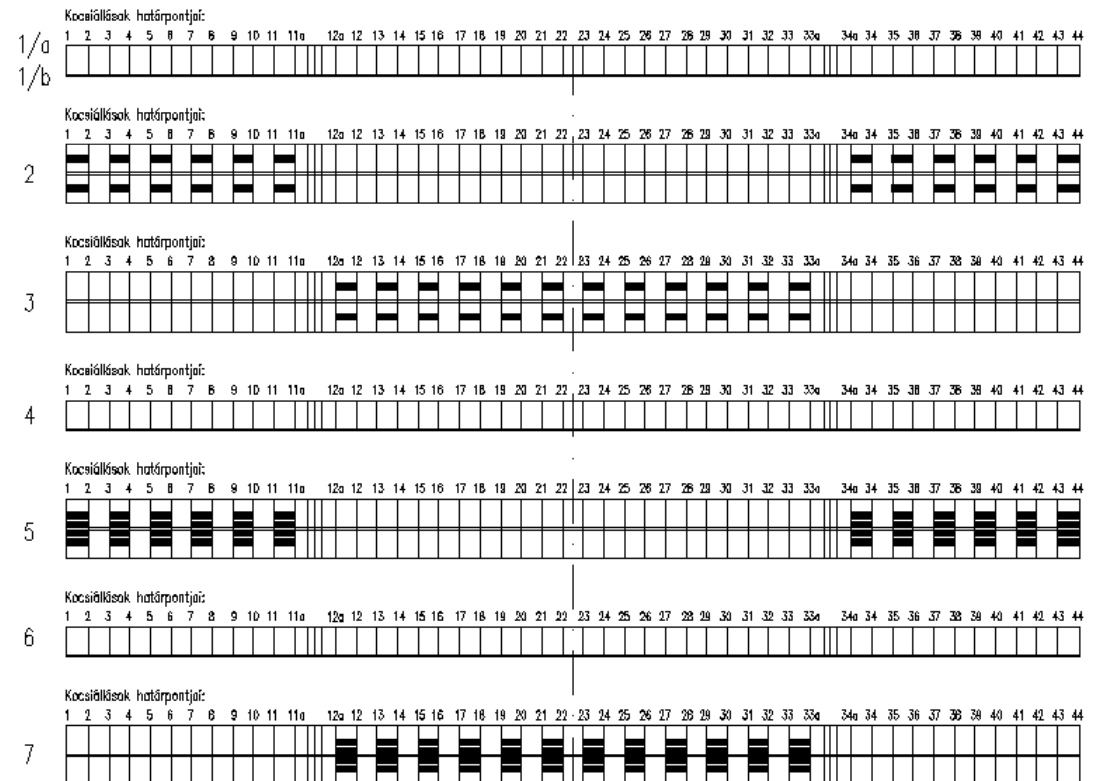 Kocsiállások határpontjai:
1 2 3 4 5 6 7 8 9 10 11 11a 12a 12 13 14 15 16 17 18 19 20 21 22 23 24 25 26 27 28 29 30 31 32 33 33a 34a 34 35 36 37 38 39 40 41 42 43 44
1/a
1/b
Kocsiállások határpontjai:
1 2 3 4 5 6 7 8 9 10 11 11a 12a 12 13 14 15 16 17 18 19 20 21 22 23 24 25 26 27 28 29 30 31 32 33 33a 34a 34 35 36 37 38 39 40 41 42 43 44
2
Kocsiállások határpontjai:
1 2 3 4 5 6 7 8 9 10 11 11a 12a 12 13 14 15 16 17 18 19 20 21 22 23 24 25 26 27 28 29 30 31 32 33 33a 34a 34 35 36 37 38 39 40 41 42 43 44
3
Kocsiállások határpontjai:
1 2 3 4 5 6 7 8 9 10 11 11a 12a 12 13 14 15 16 17 18 19 20 21 22 23 24 25 26 27 28 29 30 31 32 33 33a 34a 34 35 36 37 38 39 40 41 42 43 44
4
Kocsiállások határpontjai:
1 2 3 4 5 6 7 8 9 10 11 11a 12a 12 13 14 15 16 17 18 19 20 21 22 23 24 25 26 27 28 29 30 31 32 33 33a 34a 34 35 36 37 38 39 40 41 42 43 44
5
Kocsiállások határpontjai:
1 2 3 4 5 6 7 8 9 10 11 11a 12a 12 13 14 15 16 17 18 19 20 21 22 23 24 25 26 27 28 29 30 31 32 33 33a 34a 34 35 36 37 38 39 40 41 42 43 44
6
Kocsiállások határpontjai:
1 2 3 4 5 6 7 8 9 10 11 11a 12a 12 13 14 15 16 17 18 19 20 21 22 23 24 25 26 27 28 29 30 31 32 33 33a 34a 34 35 36 37 38 39 40 41 42 43 44
7